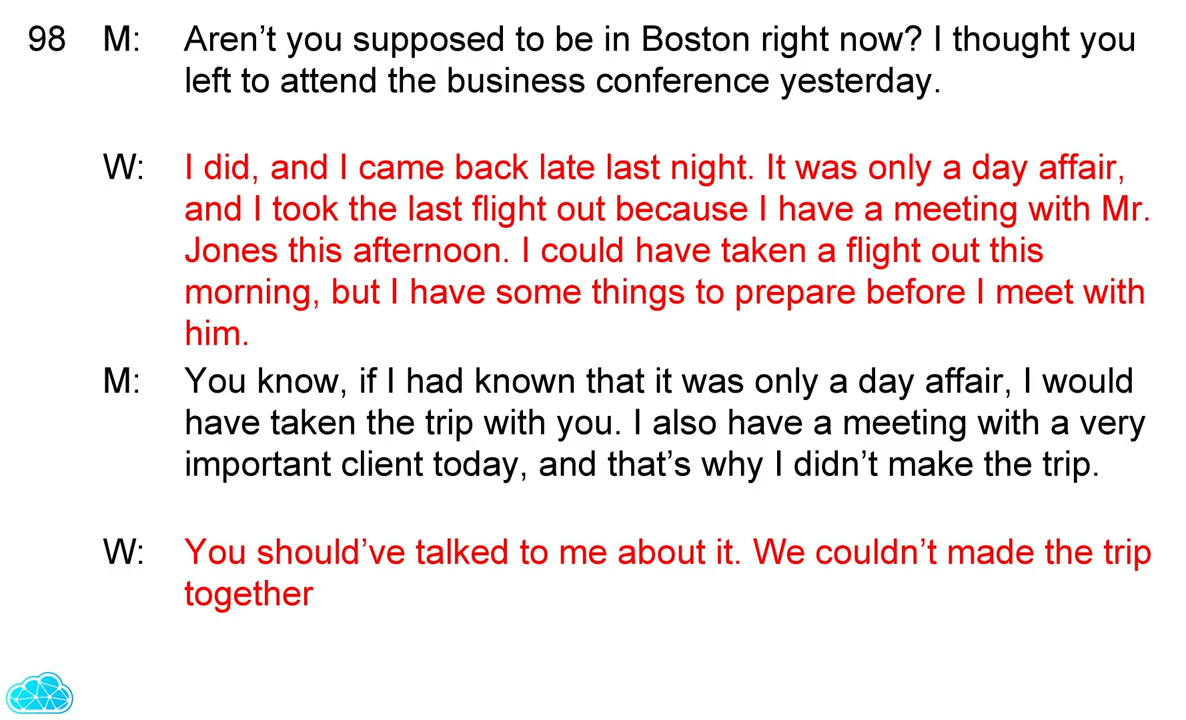 98 M: Aren’t you supposed to be in Boston right now? I thought you
left to attend the business conference yesterday.
W: I did, and I came back late last night. It was only a day affair,
and I took the last flight out because I have a meeting with Mr.
Jones this afternoon. I could have taken a flight out this
morning, but I have some things to prepare before I meet with
him.
M: You know, if I had known that it was only a day affair, I would
have taken the trip with you. I also have a meeting with a very
important client today, and that’s why I didn’t make the trip.
W: You should’ve talked to me about it. We couldn’t made the trip
together